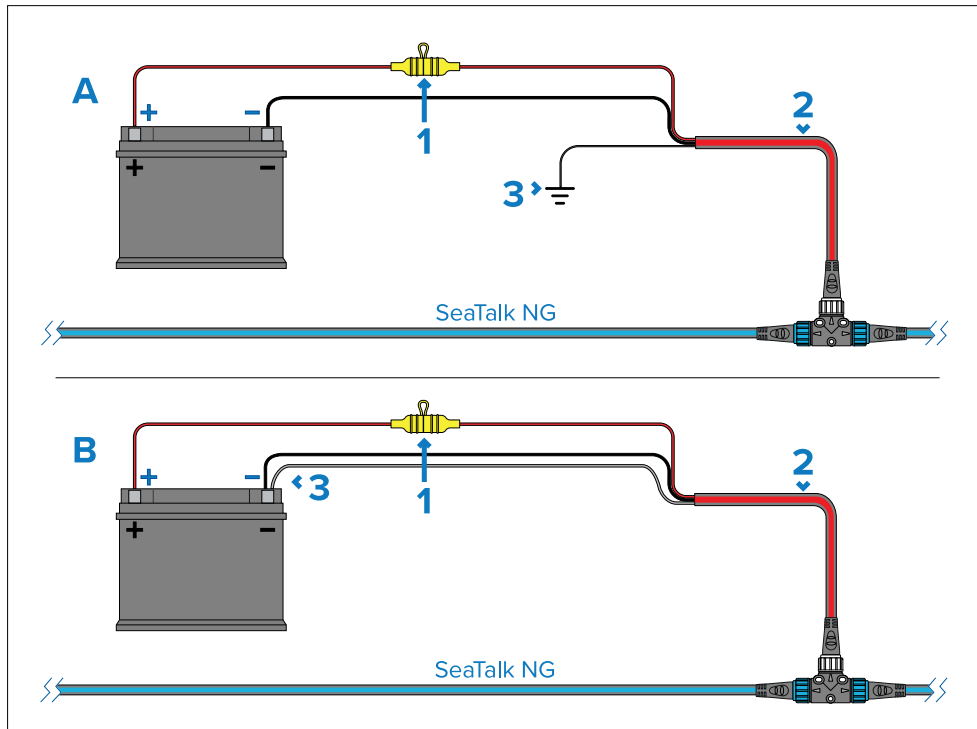 A
1
2
+ −
+ −
3
SeaTalk NG
B
1
2
+ −
3
+ −
SeaTalk NG